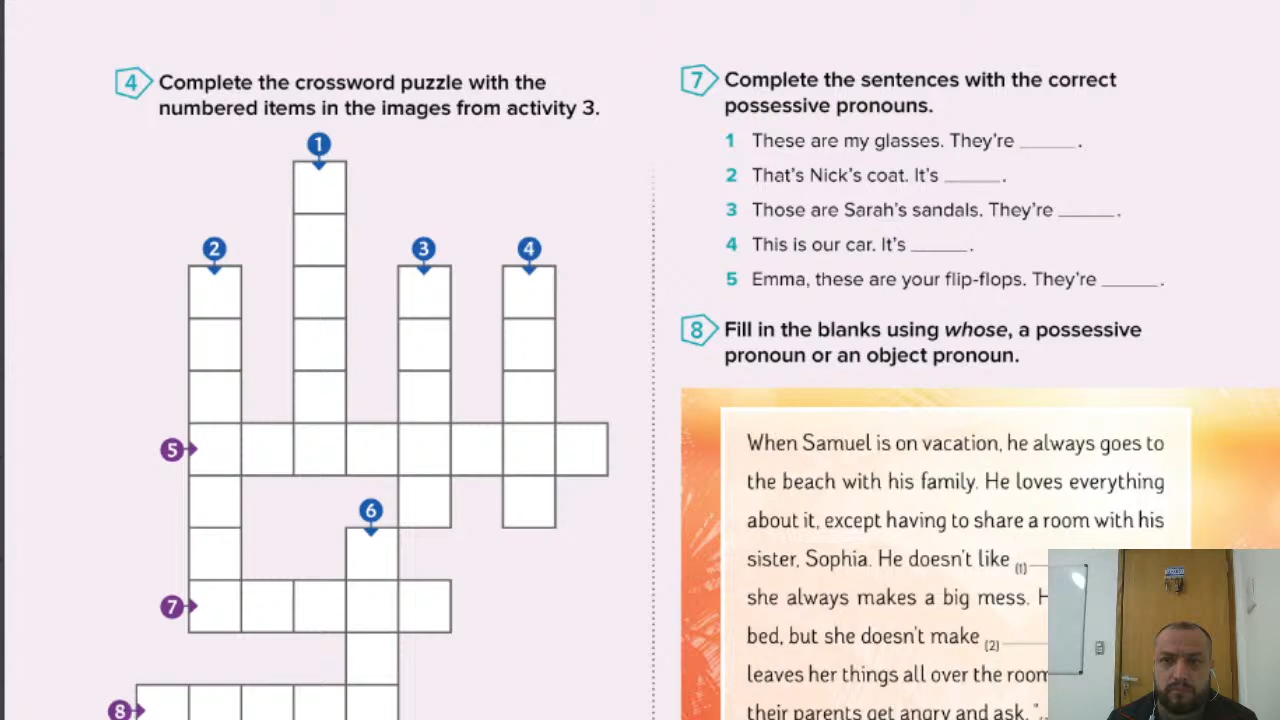 4 Complete the crossword puzzle with the
numbered items in the images from activity 3.
1
2
3
4
5
6
7
8
7 Complete the sentences with the correct
possessive pronouns.
1 These are my glasses. They're ______.
2 That's Nick's coat. It's ______.
3 Those are Sarah's sandals. They're ______.
4 This is our car. It's ______.
5 Emma, these are your flip-flops. They're ______.
8 Fill in the blanks using whose, a possessive
pronoun or an object pronoun.
When Samuel is on vacation, he always goes to
the beach with his family. He loves everything
about it, except having to share a room with his
sister, Sophia. He doesn't like (1)
she always makes a big mess.
bed, but she doesn't make (2)
leaves her things all over the room
their parents get angry and ask, "